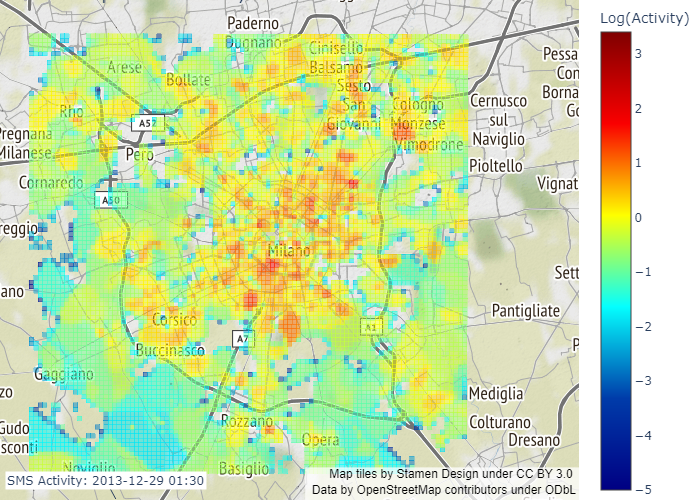 Paderno
Dugnano
Cinisello
Balsamo
Arese
Bollate
Sesto
San
Giovanni
Rho
Cologno
Monzese
Vimodrone
Cernusco
sul
Naviglio
Pessa
Con
Borna
Go
A52
Pregnana
Milanese
Pero
Pioltello
Cornaredo
A50
Vignat
reggio
Milano
Sett
ano
Pantigliate
Corsico
A7
A1
Buccinasco
P
Gaggiano
Mediglia
zo
Rozzano
Colturano
Gudo
sconti
Opera
Dresano
Noviglio
Basiglio
SMS Activity: 2013-12-29 01:30
Map tiles by Stamen Design under CC BY 3.0
Data by OpenStreetMap contributors under ODbL
Log(Activity)
3
2
1
0
−1
−2
−3
−4
−5